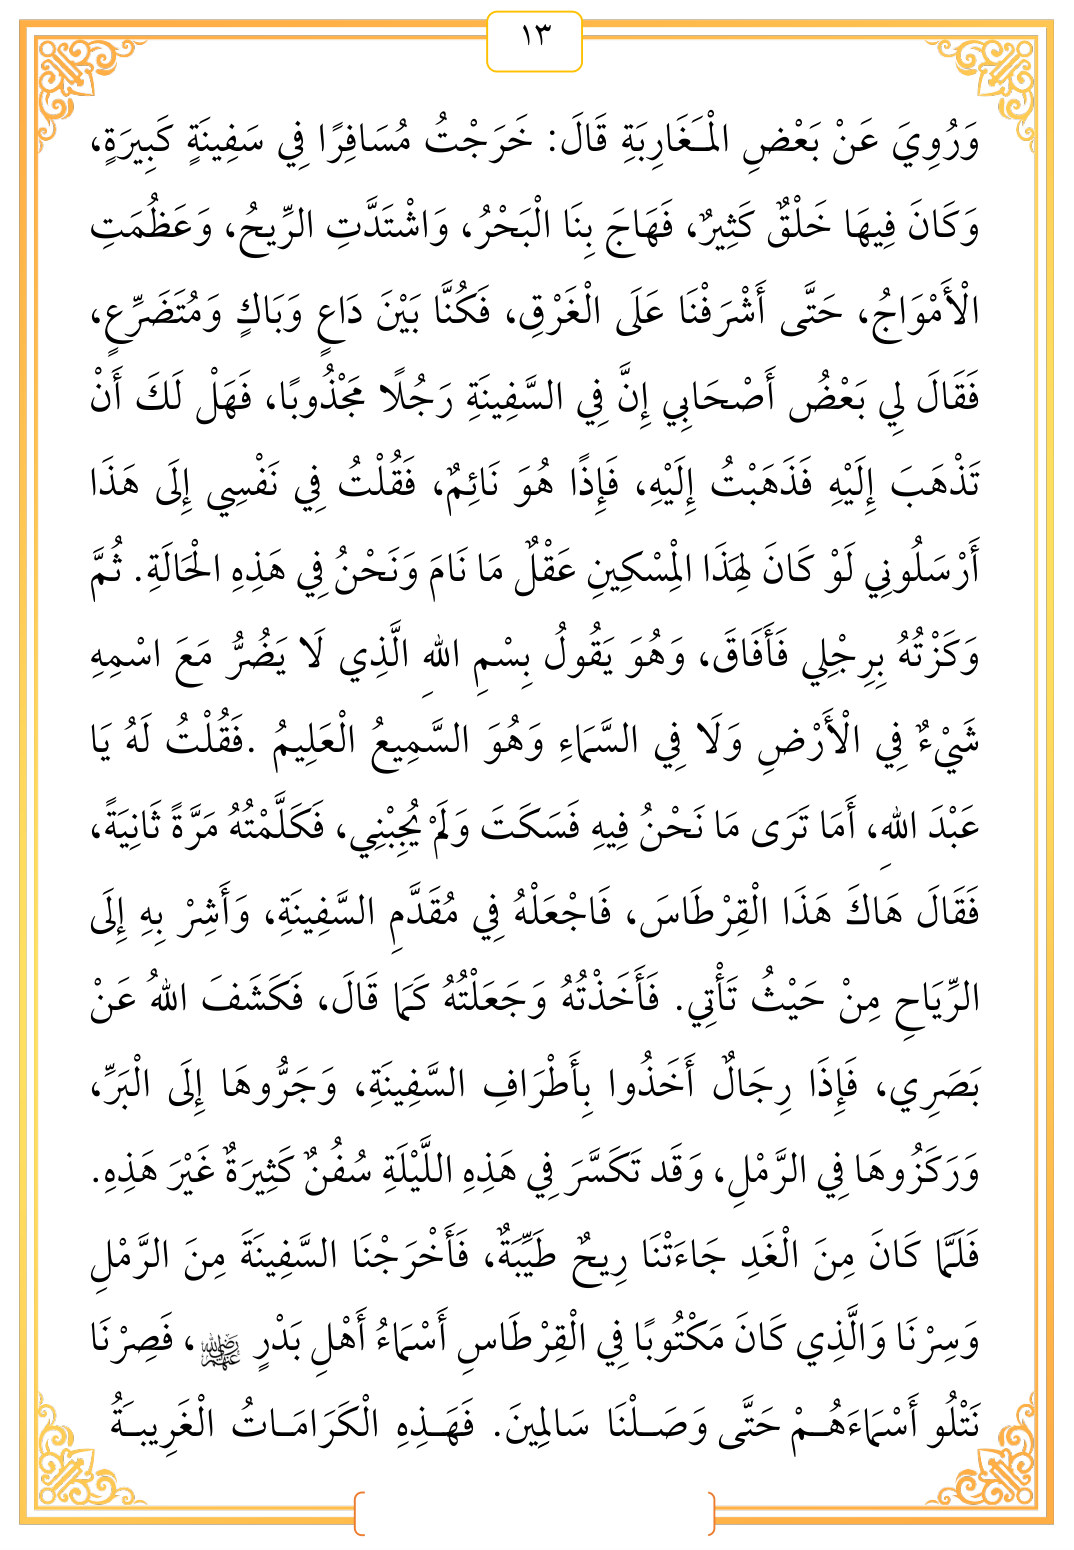 ١٣
وَرُوِيَ عَنْ بَعْضِ الْمَغَارِبَةِ قَالَ: خَرَجْتُ مُسَافِرًا فِي سَفِينَةٍ كَبِيرَةٍ،
وَكَانَ فِيهَا خَلْقٌ كَثِيرٌ، فَهَاجَ بِنَا الْبَحْرُ، وَاشْتَدَّتِ الرِّيحُ، وَعَظُمَتِ
الْأَمْوَاجُ، حَتَّى أَشْرَفْنَا عَلَى الْغَرْقِ، فَكُنَّا بَيْنَ دَاعٍ وَبَاكٍ وَمُتَضَرِّعٍ،
فَقَالَ لِي بَعْضُ أَصْحَابِي إِنَّ فِي السَّفِينَةِ رَجُلًا مَجْذُوبًا، فَهَلْ لَكَ أَنْ
تَذْهَبَ إِلَيْهِ فَذَهَبْتُ إِلَيْهِ، فَإِذًا هُوَ نَائِمٌ، فَقُلْتُ فِي نَفْسِي إِلَى هَذَا
أَرْسَلُونِي لَوْ كَانَ لِهَذَا الْمِسْكِينِ عَقْلٌ مَا نَامَ وَنَحْنُ فِي هَذِهِ الْحَالَةِ. ثُمَّ
وَكَزْتُهُ بِرِجْلِي فَأَفَاقَ، وَهُوَ يَقُولُ بِسْمِ اللهِ الَّذِي لَا يَضُرُّ مَعَ اسْمِهِ
شَيْءٌ فِي الْأَرْضِ وَلَا فِي السَّمَاءِ وَهُوَ السَّمِيعُ الْعَلِيمُ .فَقُلْتُ لَهُ يَا
عَبْدَ اللهِ، أَمَا تَرَى مَا نَحْنُ فِيهِ فَسَكَتَ وَلَمْ يُجِبْنِي، فَكَلَّمْتُهُ مَرَّةً ثَانِيَةً،
فَقَالَ هَاكَ هَذَا الْقِرْطَاسَ، فَاجْعَلْهُ فِي مُقَدَّمِ السَّفِينَةِ، وَأَشِرْ بِهِ إِلَى
الرِّيَاحِ مِنْ حَيْثُ تَأْتِي. فَأَخَذْتُهُ وَجَعَلْتُهُ كَمَا قَالَ، فَكَشَفَ اللهُ عَنْ
بَصَرِي، فَإِذَا رِجَالٌ أَخَذُوا بِأَطْرَافِ السَّفِينَةِ، وَجَرُّوهَا إِلَى الْبَرِّ،
وَرَكَزُوهَا فِي الرَّمْلِ، وَقَد تَكَسَّرَ فِي هَذِهِ اللَّيْلَةِ سُفُنٌ كَثِيرَةٌ غَيْرَ هَذِهِ.
فَلَمَّا كَانَ مِنَ الْغَدِ جَاءَتْنَا رِيحٌ طَيِّبَةٌ، فَأَخْرَجْنَا السَّفِينَةَ مِنَ الرَّمْلِ
وَسِرْنَا وَالَّذِي كَانَ مَكْتُوبًا فِي الْقِرْطَاسِ أَسْمَاءُ أَهْلِ بَدْرٍ رضي الله عنهم، فَصِرْنَا
نَتْلُو أَسْمَاءَهُمْ حَتَّى وَصَلْنَا سَالِمِينَ. فَهَذِهِ الْكَرَامَاتُ الْغَرِيبَةُ